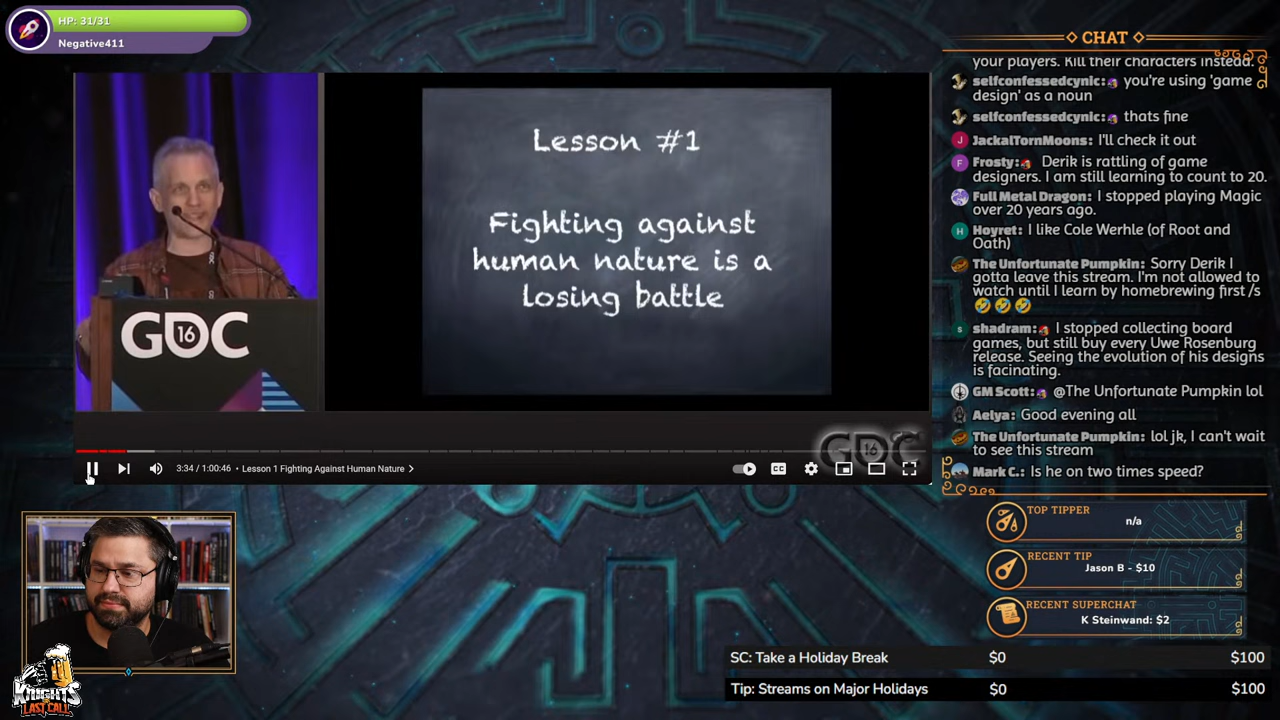 HP: 31/31
Negative411
Lesson #1
Fighting against
human nature is a
losing battle
GDC 16
GDC 16
3:34 / 1:00:46 • Lesson 1 Fighting Against Human Nature
CC
KNIGHTS
OF
LAST CALL
CHAT
your players. Kill their characters instead.
selfconfessedcynic: you're using 'game
design' as a noun
selfconfessedcynic: thats fine
J JackalTornMoons: I'll check it out
F Frosty: Derik is rattling of game
designers. I am still learning to count to 20.
Full Metal Dragon: I stopped playing Magic
over 20 years ago.
H Hoyret: I like Cole Werhle (of Root and
Oath)
The Unfortunate Pumpkin: Sorry Derik I
gotta leave this stream. I'm not allowed to
watch until I learn by homebrewing first /s
🤣 🤣 🤣
s shadram: I stopped collecting board
games, but still buy every Uwe Rosenburg
release. Seeing the evolution of his designs
is facinating.
GM Scott: @The Unfortunate Pumpkin lol
Aelya: Good evening all
The Unfortunate Pumpkin: lol jk, I can't wait
to see this stream
Mark C.: Is he on two times speed?
TOP TIPPER
n/a
RECENT TIP
Jason B - $10
RECENT SUPERCHAT
K Steinwand: $2
SC: Take a Holiday Break $0 $100
Tip: Streams on Major Holidays $0 $100